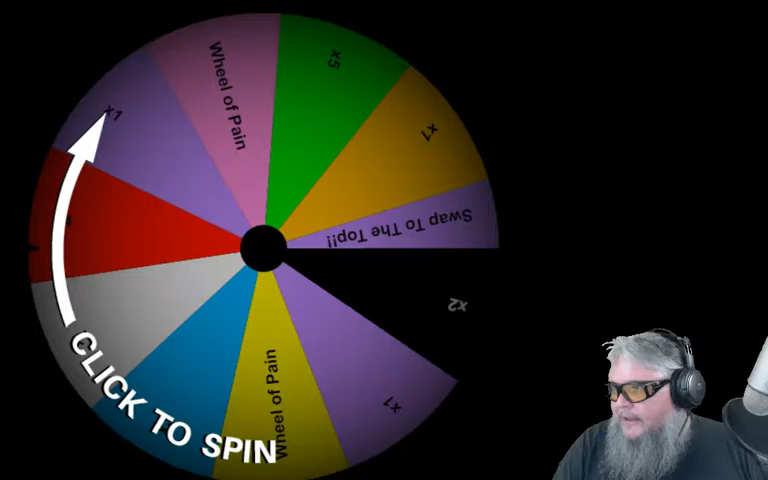 Wheel of Pain
x5
x1
x1
Swap To The Top!!
x2
x1
Wheel of Pain
CLICK TO SPIN